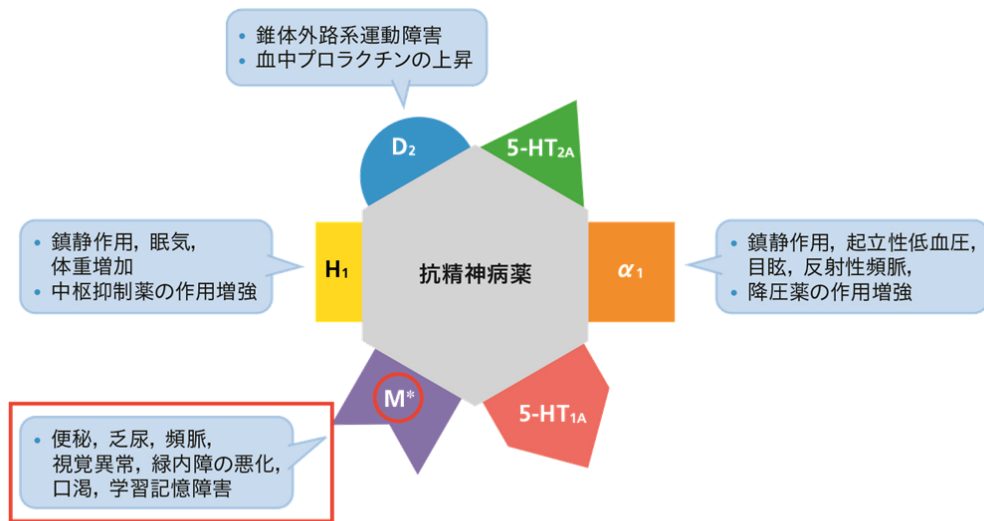 • 錐体外路系運動障害
• 血中プロラクチンの上昇
D₂
5-HT₂A
• 鎮静作用, 眠気,
体重増加
• 中枢抑制薬の作用増強
H₁
抗精神病薬
α₁
• 鎮静作用, 起立性低血圧,
目眩, 反射性頻脈,
• 降圧薬の作用増強
M*
5-HT₁A
• 便秘, 乏尿, 頻脈,
視覚異常, 緑内障の悪化,
口渇, 学習記憶障害